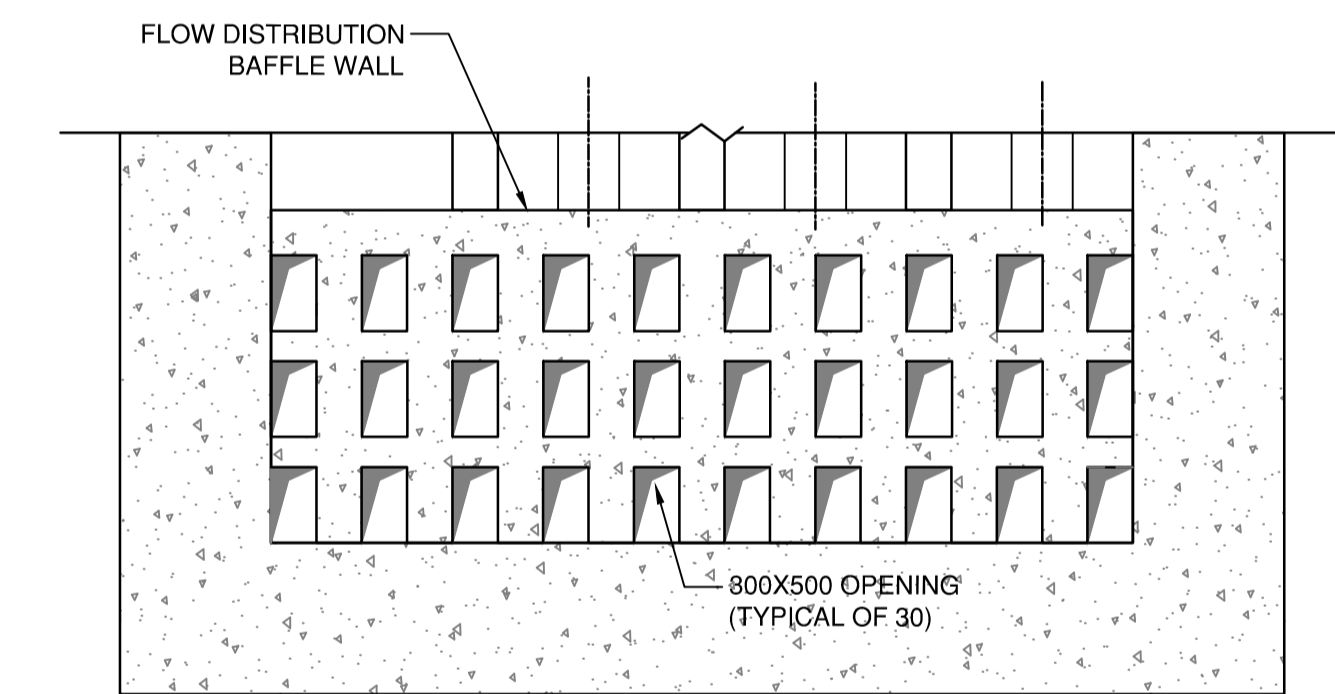 FLOW DISTRIBUTION
BAFFLE WALL
300X500 OPENING
(TYPICAL OF 30)